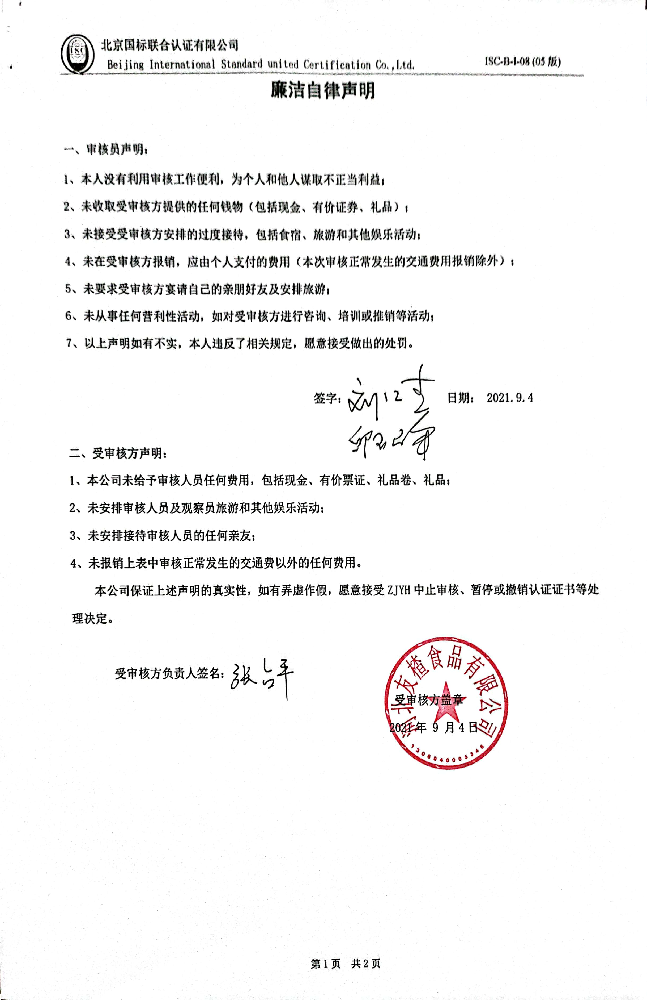 ISC
北京国标联合认证有限公司
Beijing International Standard united Certification Co.,Ltd.
ISC-B-I-08(05版)
廉洁自律声明
一、审核员声明：
1、本人没有利用审核工作便利，为个人和他人谋取不正当利益；
2、未收取受审核方提供的任何钱物（包括现金、有价证券、礼品）；
3、未接受受审核方安排的过度接待，包括食宿、旅游和其他娱乐活动；
4、未在受审核方报销，应由个人支付的费用（本次审核正常发生的交通费用报销除外）；
5、未要求受审核方宴请自己的亲朋好友及安排旅游；
6、未从事任何营利性活动，如对受审核方进行咨询、培训或推销等活动；
7、以上声明如有不实，本人违反了相关规定，愿意接受做出的处罚。
签字： 日期： 2021.9.4
二、受审核方声明：
1、本公司未给予审核人员任何费用，包括现金、有价票证、礼品卷、礼品；
2、未安排审核人员及观察员旅游和其他娱乐活动；
3、未安排接待审核人员的任何亲友；
4、未报销上表中审核正常发生的交通费以外的任何费用。
本公司保证上述声明的真实性，如有弄虚作假，愿意接受 ZJYH 中止审核、暂停或撤销认证证书等处
理决定。
受审核方负责人签名：
北友楂食品有限公司
受审核方盖章
2021年 9 月 4 日
1308040005346
第 1 页 共 2 页